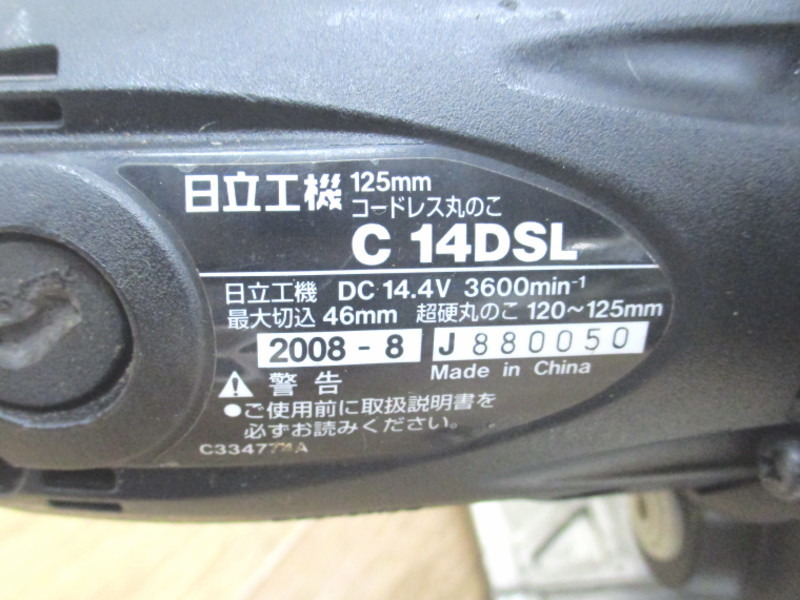 日立工機 125mm
コードレス丸のこ
C 14DSL
日立工機 DC 14.4V 3600min-1
最大切込 46mm 超硬丸のこ 120～125mm
2008 - 8 J 880050
Made in China
⚠ 警告
●ご使用前に取扱説明書を
必ずお読みください。